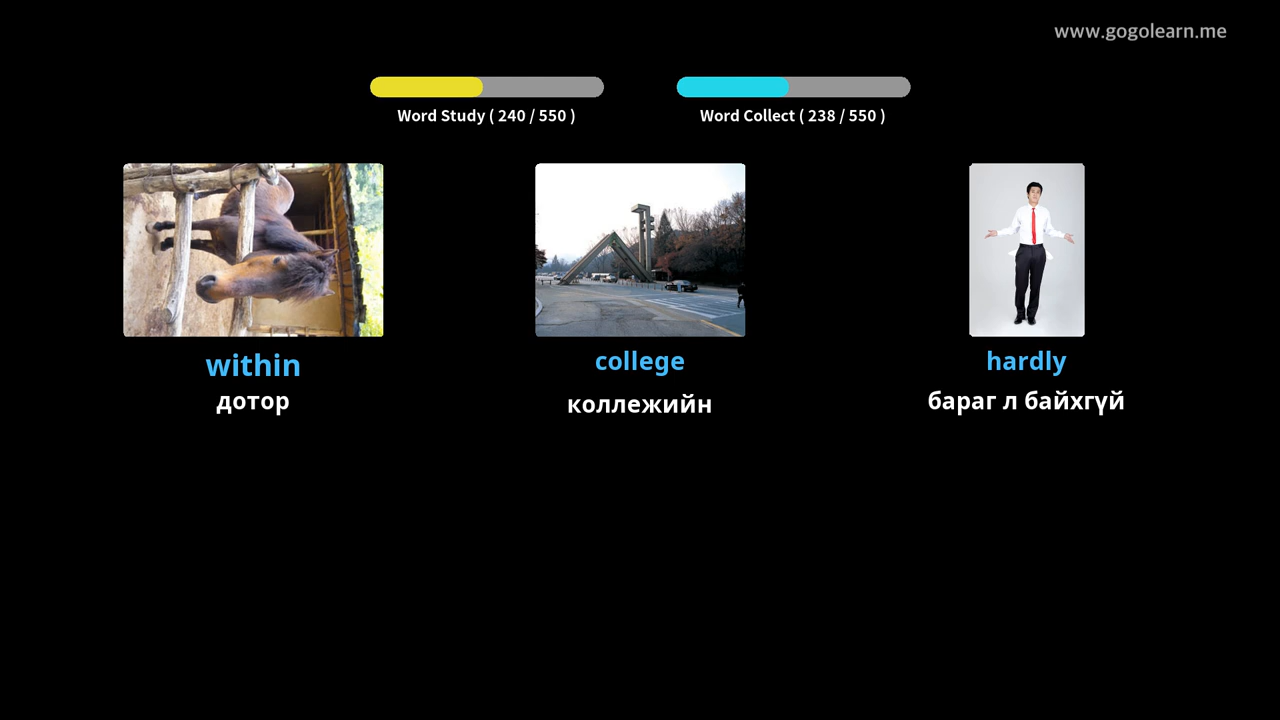 www.gogolearn.me
Word Study ( 240 / 550 )
Word Collect ( 238 / 550 )
within
дотор
college
коллежийн
hardly
бараг л байхгүй